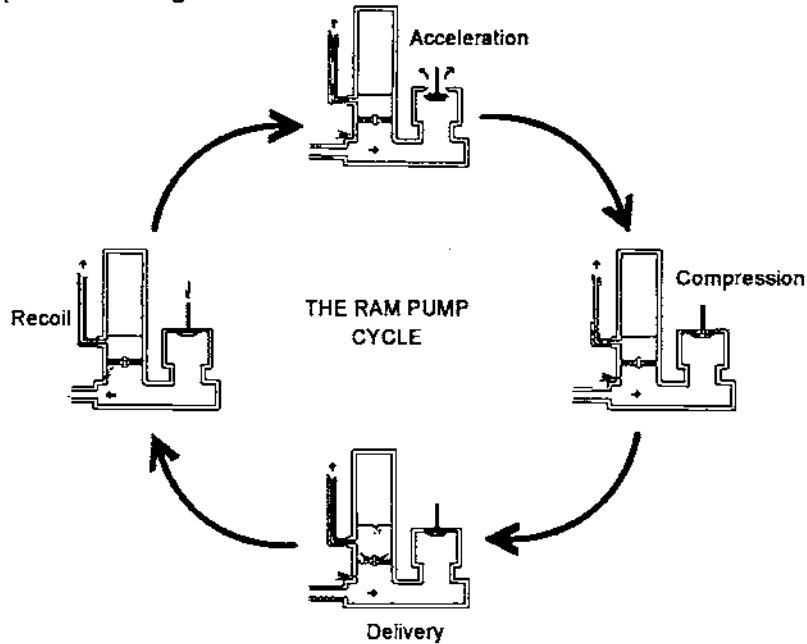 Acceleration
Compression
Recoil
THE RAM PUMP
CYCLE
Delivery